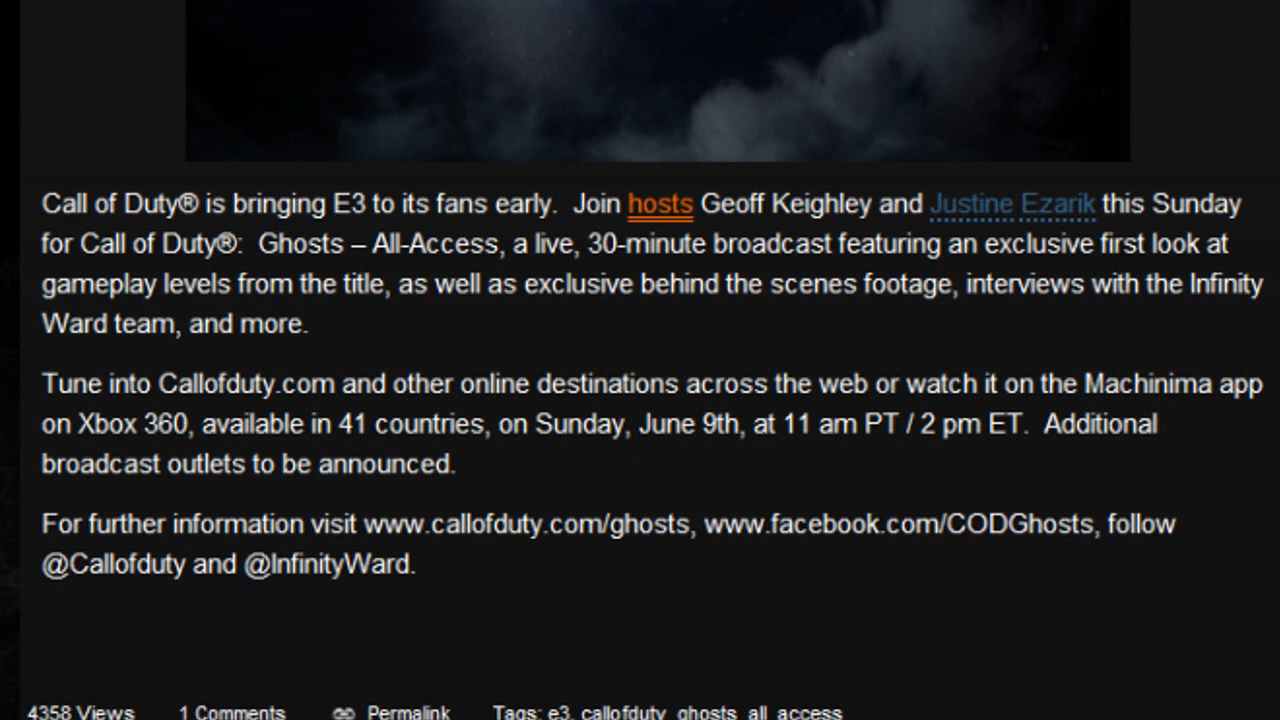 Call of Duty® is bringing E3 to its fans early.  Join hosts Geoff Keighley and Justine Ezarik this Sunday
for Call of Duty®:  Ghosts – All-Access, a live, 30-minute broadcast featuring an exclusive first look at
gameplay levels from the title, as well as exclusive behind the scenes footage, interviews with the Infinity
Ward team, and more.
Tune into Callofduty.com and other online destinations across the web or watch it on the Machinima app
on Xbox 360, available in 41 countries, on Sunday, June 9th, at 11 am PT / 2 pm ET.  Additional
broadcast outlets to be announced.
For further information visit www.callofduty.com/ghosts, www.facebook.com/CODGhosts, follow
@Callofduty and @InfinityWard.
4358 Views 1 Comments Permalink Tags: e3, callofduty, ghosts, all_access